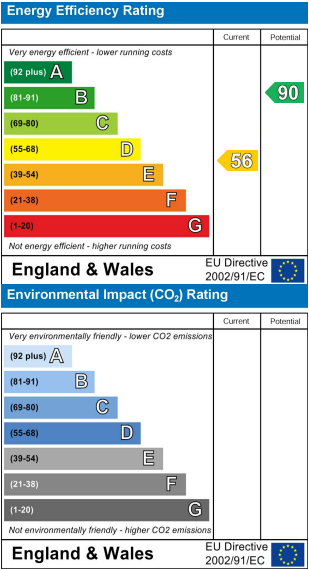 Energy Efficiency Rating
Current Potential
Very energy efficient - lower running costs
(92 plus) A
(81-91) B
90
(69-80) C
(55-68) D
56
(39-54) E
(21-38) F
(1-20) G
Not energy efficient - higher running costs
England & Wales
EU Directive
2002/91/EC
Environmental Impact (CO₂) Rating
Current Potential
Very environmentally friendly - lower CO2 emissions
(92 plus) A
(81-91) B
(69-80) C
(55-68) D
(39-54) E
(21-38) F
(1-20) G
Not environmentally friendly - higher CO2 emissions
England & Wales
EU Directive
2002/91/EC